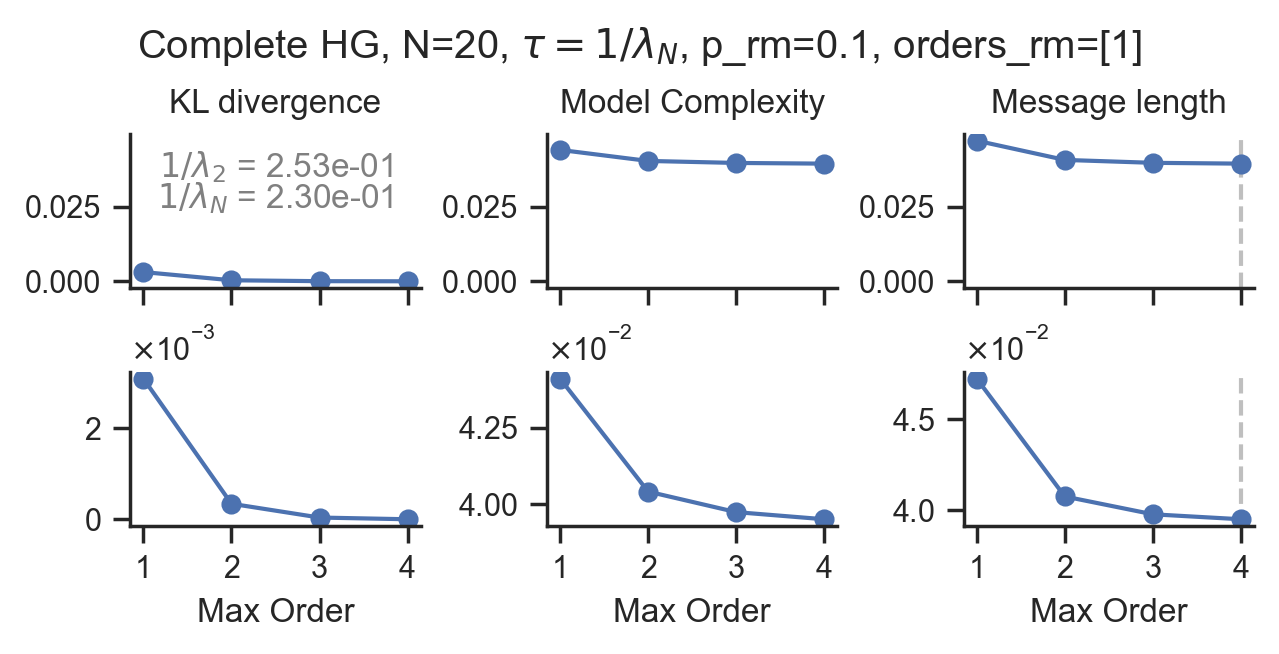 Complete HG, N=20, τ = 1/λ_N, p_rm=0.1, orders_rm=[1]
KL divergence
1/λ₂ = 2.53e-01
1/λ_N = 2.30e-01
0.025
0.000
Model Complexity
0.025
0.000
Message length
0.025
0.000
×10⁻³
2
0
1 2 3 4
Max Order
×10⁻²
4.25
4.00
1 2 3 4
Max Order
×10⁻²
4.5
4.0
1 2 3 4
Max Order